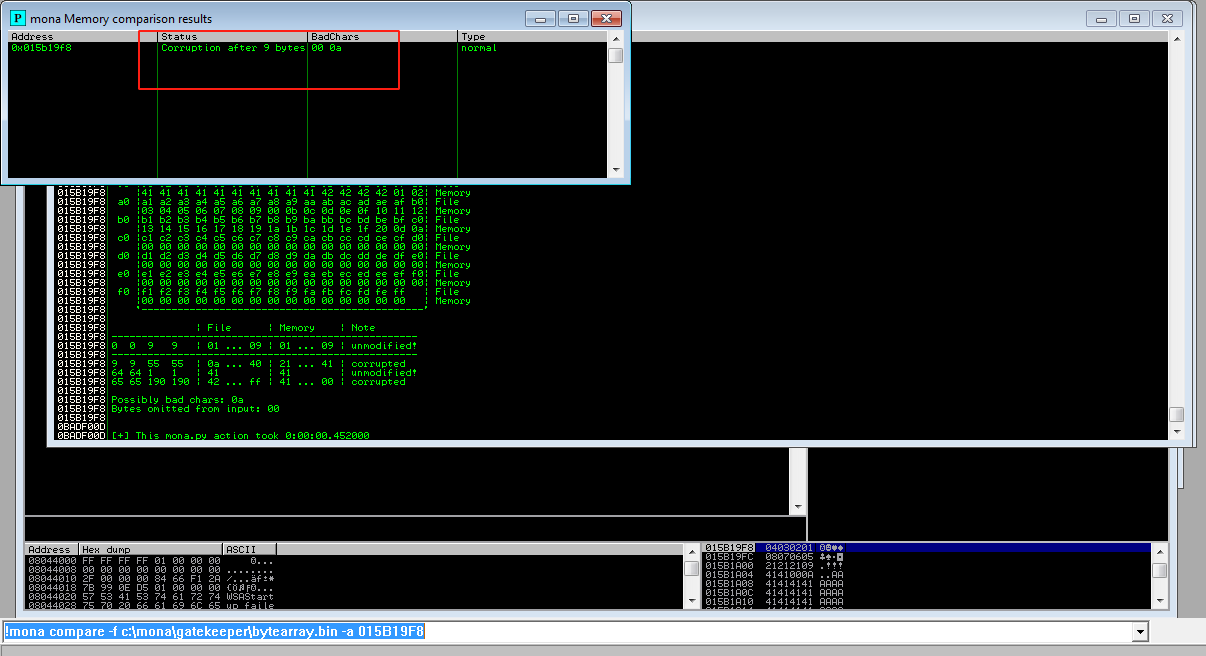 mona Memory comparison results
Address Status BadChars Type
0x015b19f8 Corruption after 9 bytes 00 0a normal
015B19F8 |41 41 41 41 41 41 41 41 41 41 42 42 42 42 01 02| Memory
015B19F8 a0 |a1 a2 a3 a4 a5 a6 a7 a8 a9 aa ab ac ad ae af b0| File
015B19F8 |03 04 05 06 07 08 09 00 0b 0c 0d 0e 0f 10 11 12| Memory
015B19F8 b0 |b1 b2 b3 b4 b5 b6 b7 b8 b9 ba bb bc bd be bf c0| File
015B19F8 |13 14 15 16 17 18 19 1a 1b 1c 1d 1e 1f 20 0d 0a| Memory
015B19F8 c0 |c1 c2 c3 c4 c5 c6 c7 c8 c9 ca cb cc cd ce cf d0| File
015B19F8 |00 00 00 00 00 00 00 00 00 00 00 00 00 00 00 00| Memory
015B19F8 d0 |d1 d2 d3 d4 d5 d6 d7 d8 d9 da db dc dd de df e0| File
015B19F8 |00 00 00 00 00 00 00 00 00 00 00 00 00 00 00 00| Memory
015B19F8 e0 |e1 e2 e3 e4 e5 e6 e7 e8 e9 ea eb ec ed ee ef f0| File
015B19F8 |00 00 00 00 00 00 00 00 00 00 00 00 00 00 00 00| Memory
015B19F8 f0 |f1 f2 f3 f4 f5 f6 f7 f8 f9 fa fb fc fd fe ff | File
015B19F8 |00 00 00 00 00 00 00 00 00 00 00 00 00 00 00 | Memory
015B19F8 `-----------------------------------------------'
015B19F8
015B19F8 | File | Memory | Note
015B19F8 -----------------------------------------------
015B19F8 0 0 9 9 | 01 ... 09 | 01 ... 09 | unmodified!
015B19F8 -----------------------------------------------
015B19F8 9 9 55 55 | 0a ... 40 | 21 ... 41 | corrupted
015B19F8 64 64 1 1 | 41 | 41 | unmodified!
015B19F8 65 65 190 190 | 42 ... ff | 41 ... 00 | corrupted
015B19F8
015B19F8 Possibly bad chars: 0a
015B19F8 Bytes omitted from input: 00
015B19F8
0BADF00D
0BADF00D [+] This mona.py action took 0:00:00.452000
Address Hex dump ASCII
08044000 FF FF FF FF 01 00 00 00
08044008 00 00 00 00 00 00 00 00 ........
08044010 2F 00 00 00 84 66 F1 2A
08044018 7B 99 0E D5 01 00 00 00
08044020 57 53 41 53 74 61 72 74 WSAStart
08044028 75 70 20 66 61 69 6C 65 up faile
015B19F8 04030201
015B19FC 08070605
015B1A00 21212109 .!!!
015B1A04 4141000A ..AA
015B1A08 41414141 AAAA
015B1A0C 41414141 AAAA
015B1A10 41414141 AAAA
!mona compare -f c:\mona\gatekeeper\bytearray.bin -a 015B19F8